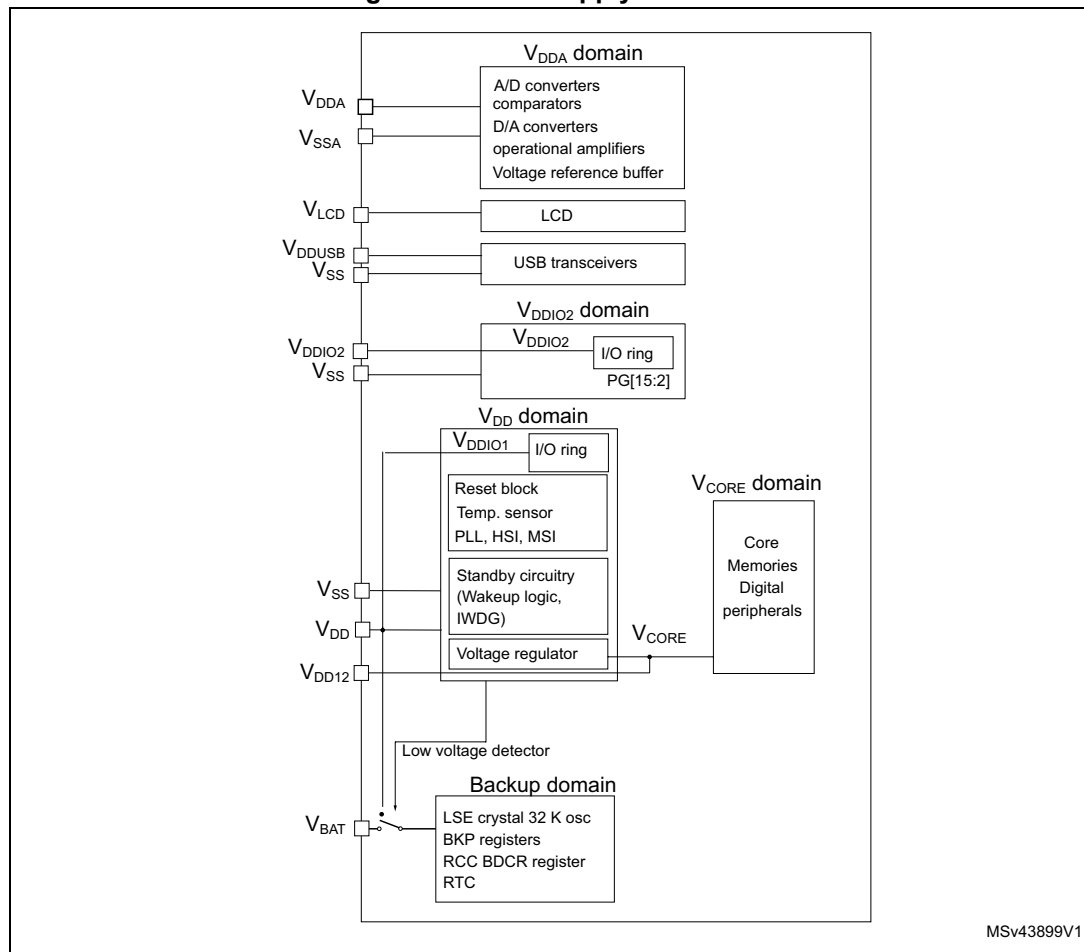 V_DDA domain
A/D converters
comparators
D/A converters
operational amplifiers
Voltage reference buffer
V_DDA
V_SSA
V_LCD
LCD
V_DDUSB
V_SS
USB transceivers
V_DDIO2 domain
V_DDIO2
V_DDIO2
V_SS
I/O ring
PG[15:2]
V_DD domain
V_DDIO1
I/O ring
Reset block
Temp. sensor
PLL, HSI, MSI
V_SS
Standby circuitry
(Wakeup logic,
IWDG)
V_DD
Voltage regulator
V_DD12
V_CORE
V_CORE domain
Core
Memories
Digital
peripherals
Low voltage detector
Backup domain
V_BAT
LSE crystal 32 K osc
BKP registers
RCC BDCR register
RTC
MSv43899V1